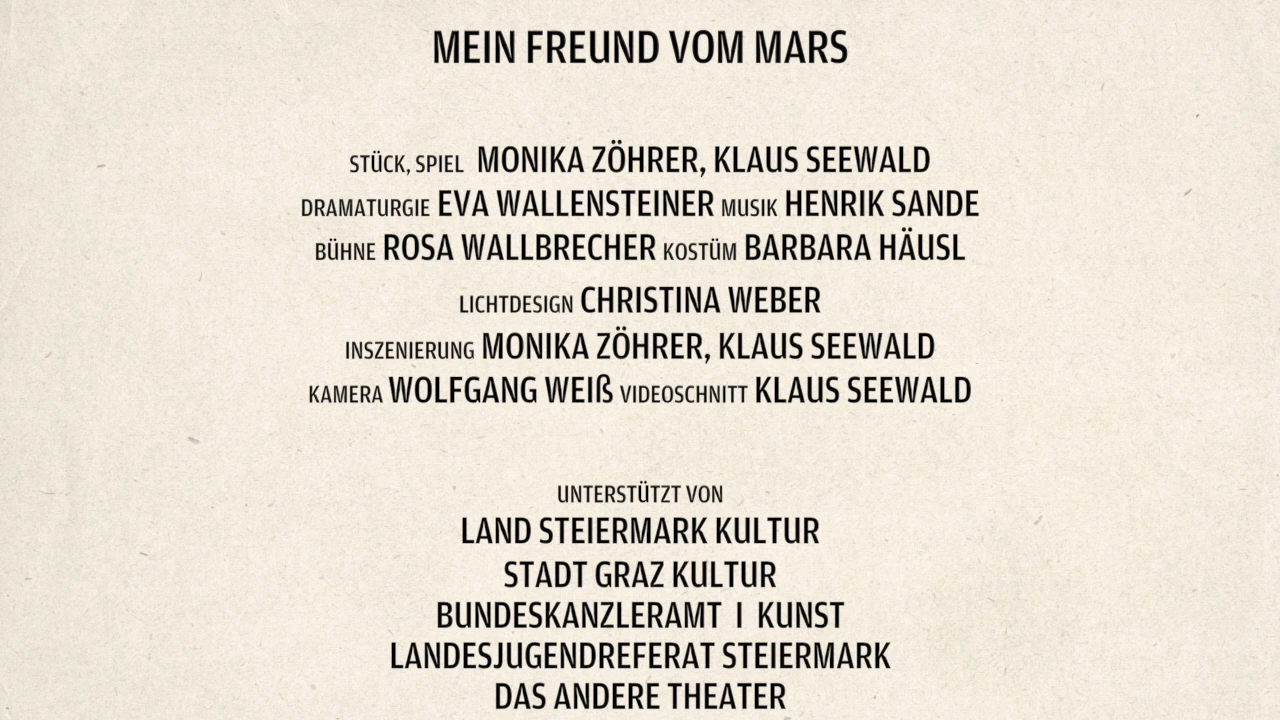 MEIN FREUND VOM MARS
STÜCK, SPIEL MONIKA ZÖHRER, KLAUS SEEWALD
DRAMATURGIE EVA WALLENSTEINER MUSIK HENRIK SANDE
BÜHNE ROSA WALLBRECHER KOSTÜM BARBARA HÄUSL
LICHTDESIGN CHRISTINA WEBER
INSZENIERUNG MONIKA ZÖHRER, KLAUS SEEWALD
KAMERA WOLFGANG WEIß VIDEOSCHNITT KLAUS SEEWALD
UNTERSTÜTZT VON
LAND STEIERMARK KULTUR
STADT GRAZ KULTUR
BUNDESKANZLERAMT I KUNST
LANDESJUGENDREFERAT STEIERMARK
DAS ANDERE THEATER